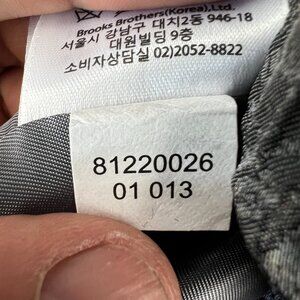 Brooks Brothers(Korea),Ltd.
서울시 강남구 대치2동 946-18
대원빌딩 9층
소비자상담실 02)2052-8822
81220026
01 013